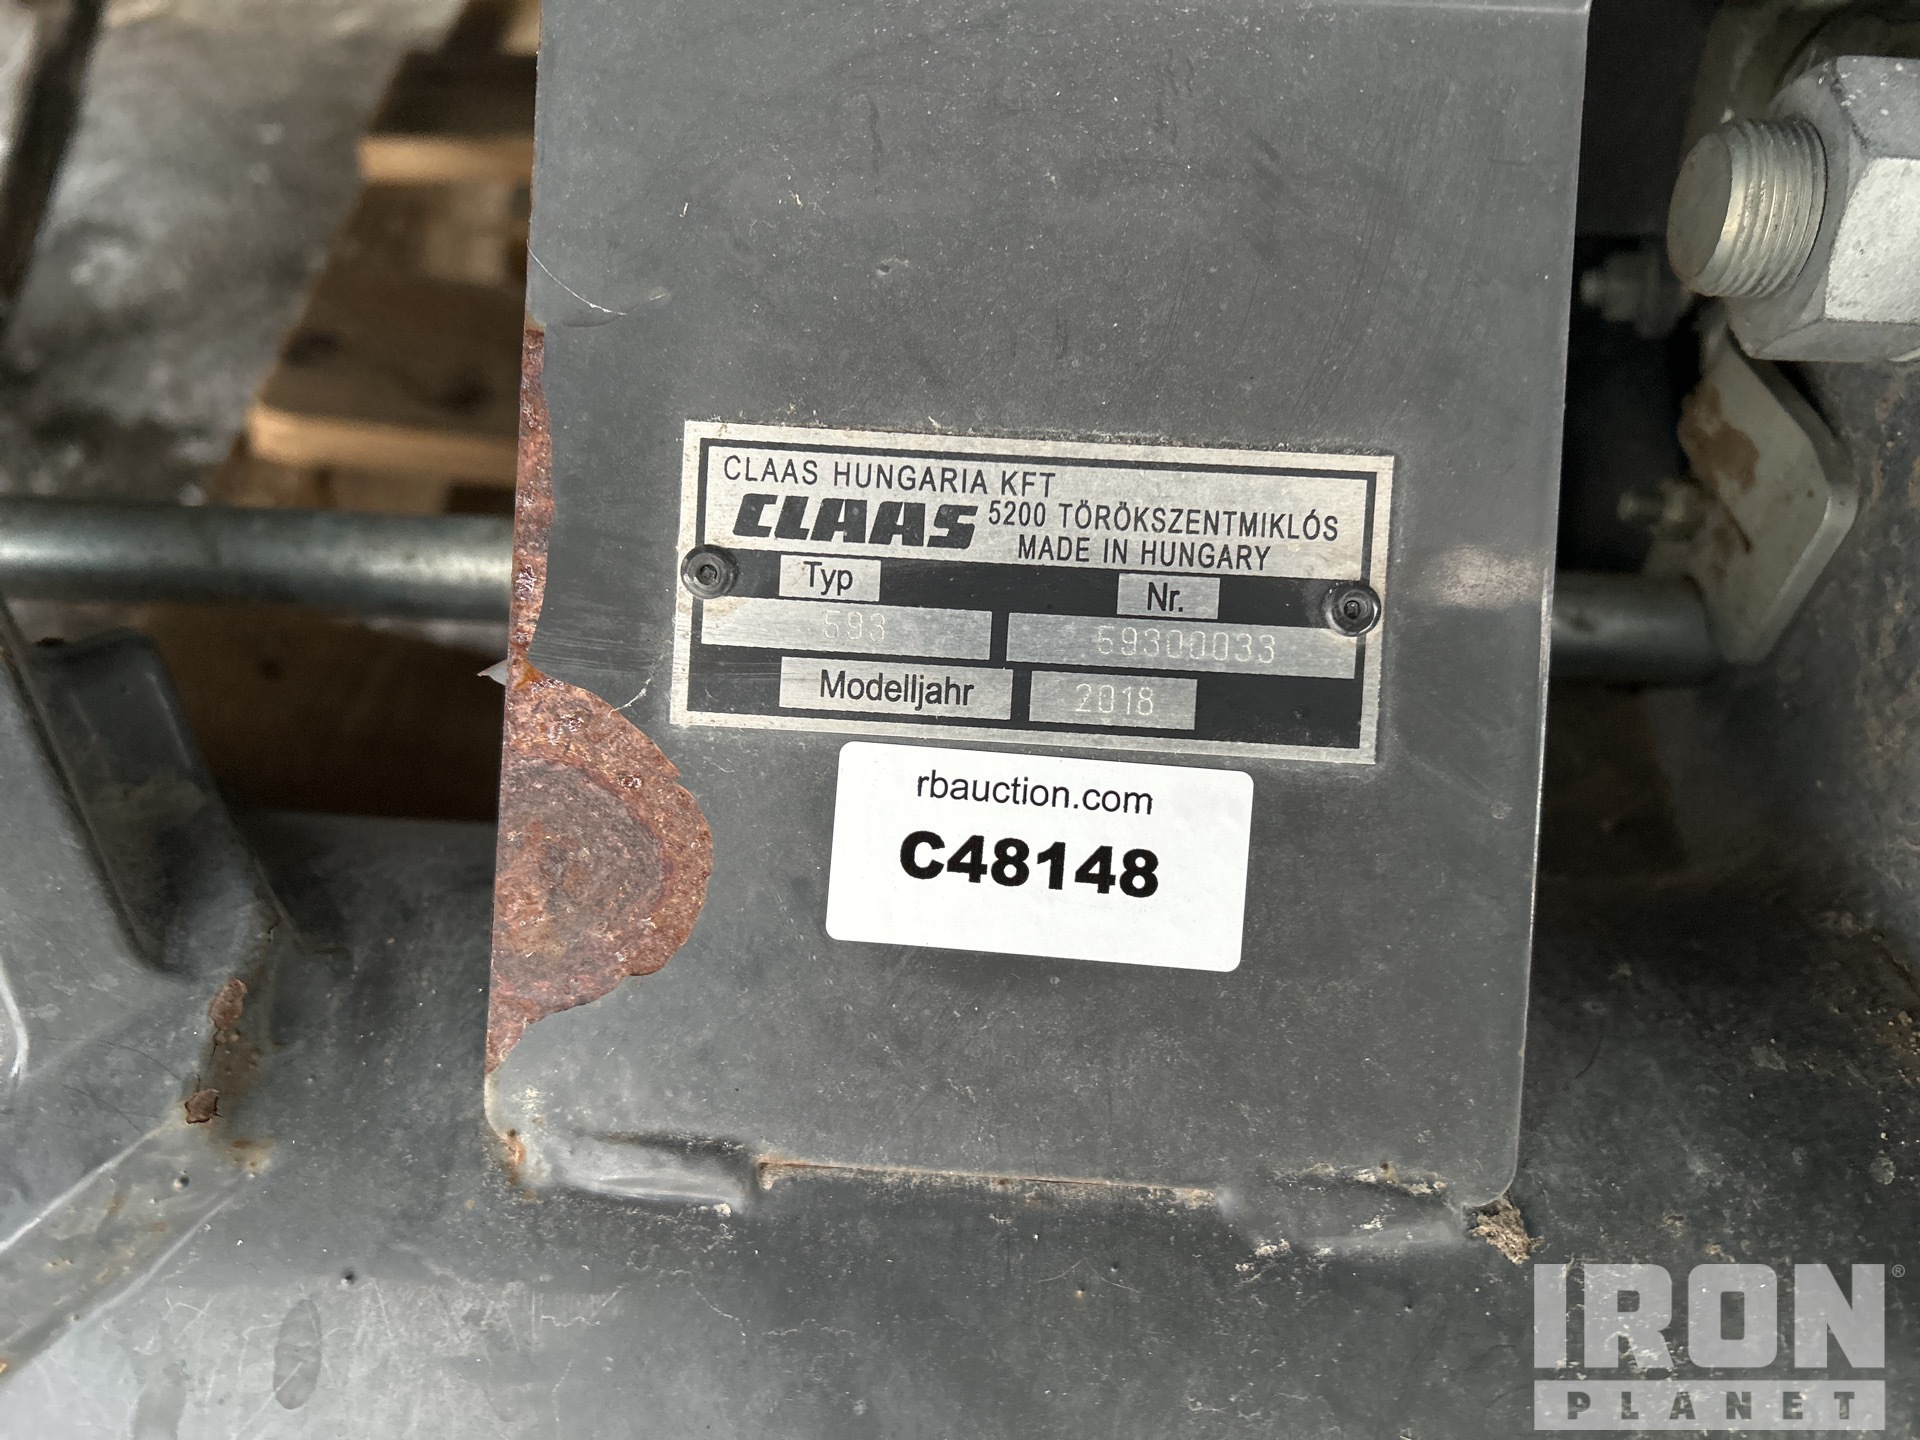 CLAAS HUNGARIA KFT
CLAAS 5200 TÖRÖKSZENTMIKLÓS
MADE IN HUNGARY
Typ Nr.
593 59300033
Modelljahr 2018
rbauction.com
C48148
IRON®
PLANET